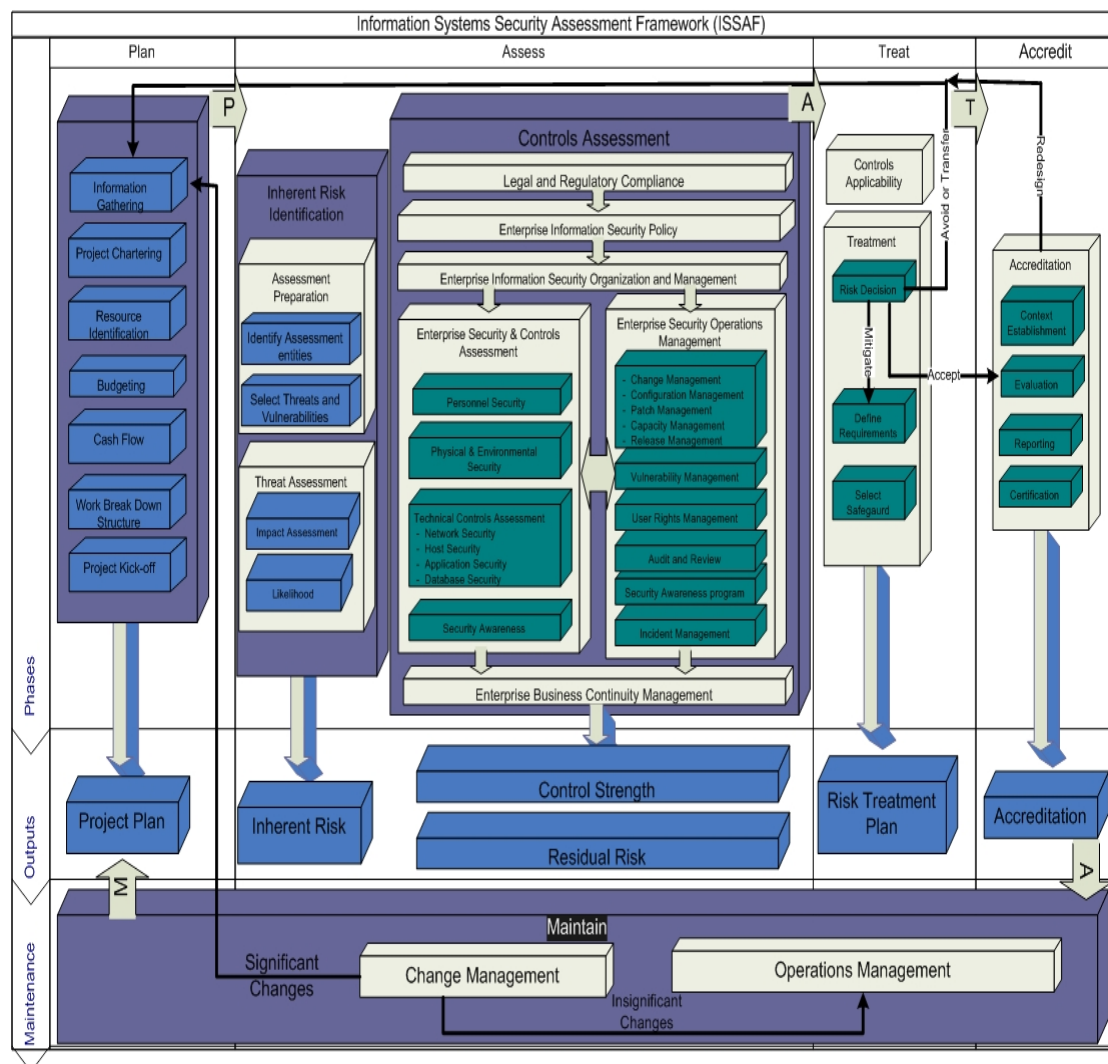 Information Systems Security Assessment Framework (ISSAF)
Plan
Assess
Treat
Accredit
P
A
T
Information
Gathering
Project Chartering
Resource
Identification
Budgeting
Cash Flow
Work Break Down
Structure
Project Kick-off
Inherent Risk
Identification
Assessment
Preparation
Identify Assessment
entities
Select Threats and
Vulnerabilities
Threat Assessment
Impact Assessment
Likelihood
Controls Assessment
Legal and Regulatory Compliance
Enterprise Information Security Policy
Enterprise Information Security Organization and Management
Enterprise Security & Controls
Assessment
Personnel Security
Physical & Environmental
Security
Technical Controls Assessment
- Network Security
- Host Security
- Application Security
- Database Security
Security Awareness
Enterprise Security Operations
Management
- Change Management
- Configuration Management
- Patch Management
- Capacity Management
- Release Management
Vulnerability Management
User Rights Management
Audit and Review
Security Awareness program
Incident Management
Enterprise Business Continuity Management
Controls
Applicability
Treatment
Risk Decision
Mitigate
Define
Requirements
Select
Safegaurd
Avoid or Transfer
Accept
Redesign
Accreditation
Context
Establishment
Evaluation
Reporting
Certification
Phases
Outputs
Project Plan
Inherent Risk
Control Strength
Residual Risk
Risk Treatment
Plan
Accreditation
M
A
Maintenance
Maintain
Significant
Changes
Change Management
Insignificant
Changes
Operations Management